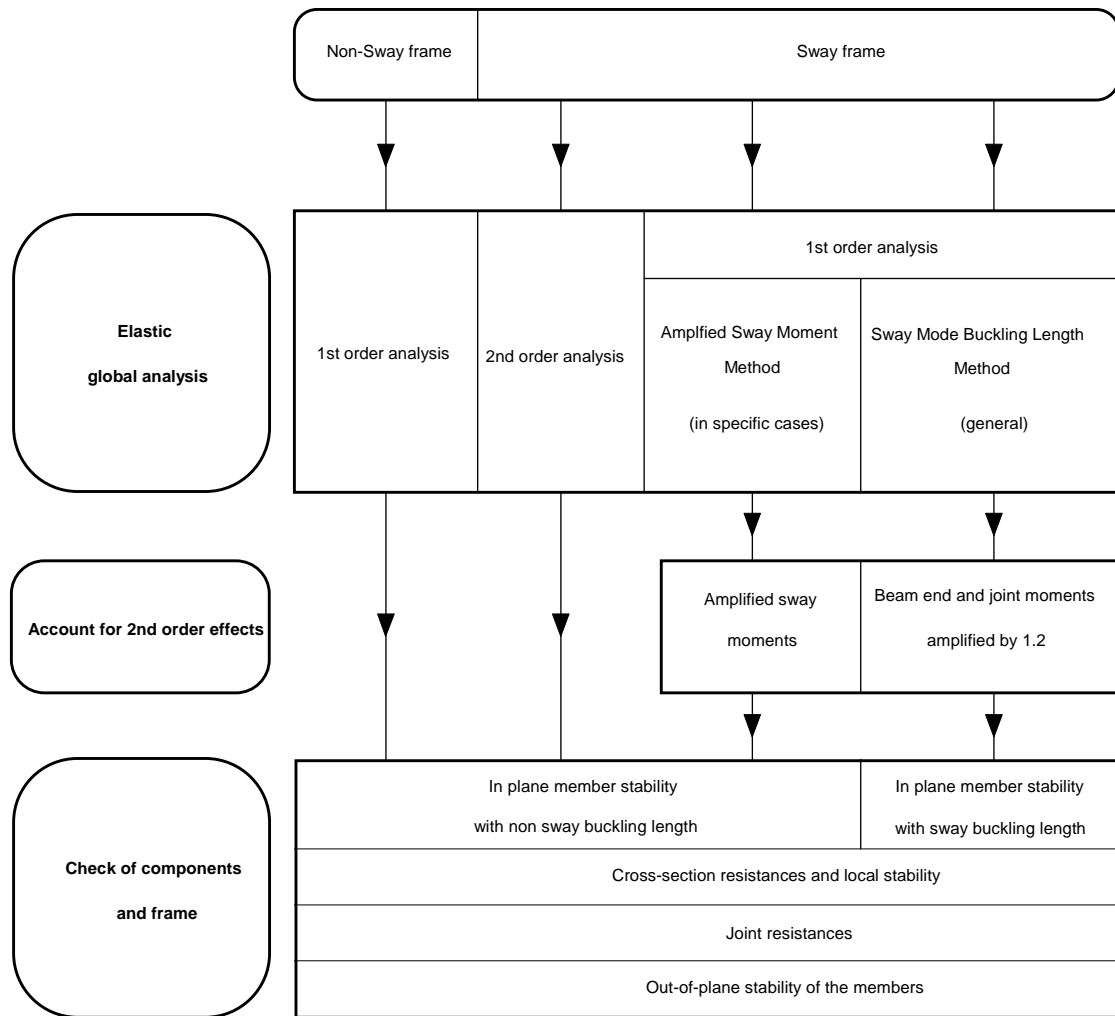 Non-Sway frame
Sway frame
Elastic
global analysis
1st order analysis
2nd order analysis
1st order analysis
Amplfied Sway Moment
Method
(in specific cases)
Sway Mode Buckling Length
Method
(general)
Account for 2nd order effects
Amplified sway
moments
Beam end and joint moments
amplified by 1.2
Check of components
and frame
In plane member stability
with non sway buckling length
In plane member stability
with sway buckling length
Cross-section resistances and local stability
Joint resistances
Out-of-plane stability of the members